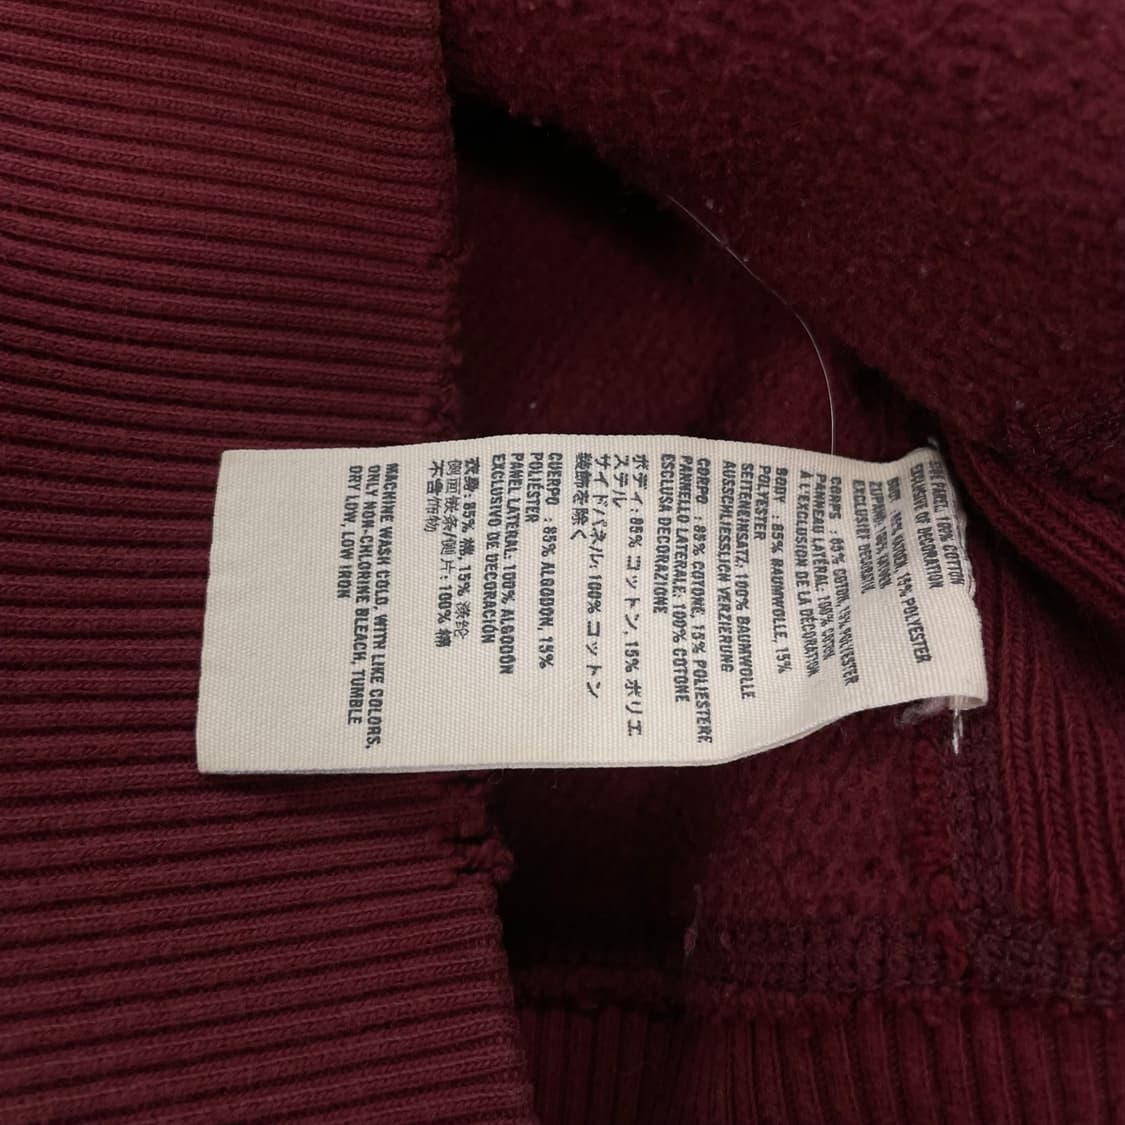 SIDE PANEL: 100% COTTON
EXCLUSIVE OF DECORATION
15% POLYESTER
EXCLUSIEF DECORATIE.
CORPS : 85% COTON, 15% POLYESTER
PANNEAU LATÉRAL: 100% COTON
À L'EXCLUSION DE LA DÉCORATION
BODY : 85% BAUMWOLLE, 15%
POLYESTER
SEITENEINSATZ: 100% BAUMWOLLE
AUSSCHLIESSLICH VERZIERUNG
CORPO : 85% COTONE, 15% POLIESTERE
PANNELLO LATERALE: 100% COTONE
ESCLUSA DECORAZIONE
ボディ: 85% コットン, 15% ポリエ
ステル
サイドパネル: 100% コットン
装飾を除く
CUERPO : 85% ALGODÓN, 15%
POLIÉSTER
PANEL LATERAL: 100% ALGODÓN
EXCLUSIVO DE DECORACIÓN
衣身: 85% 棉, 15% 涤纶
侧面嵌条/侧片: 100% 棉
不含饰物
MACHINE WASH COLD, WITH LIKE COLORS,
ONLY NON-CHLORINE BLEACH, TUMBLE
DRY LOW, LOW IRON